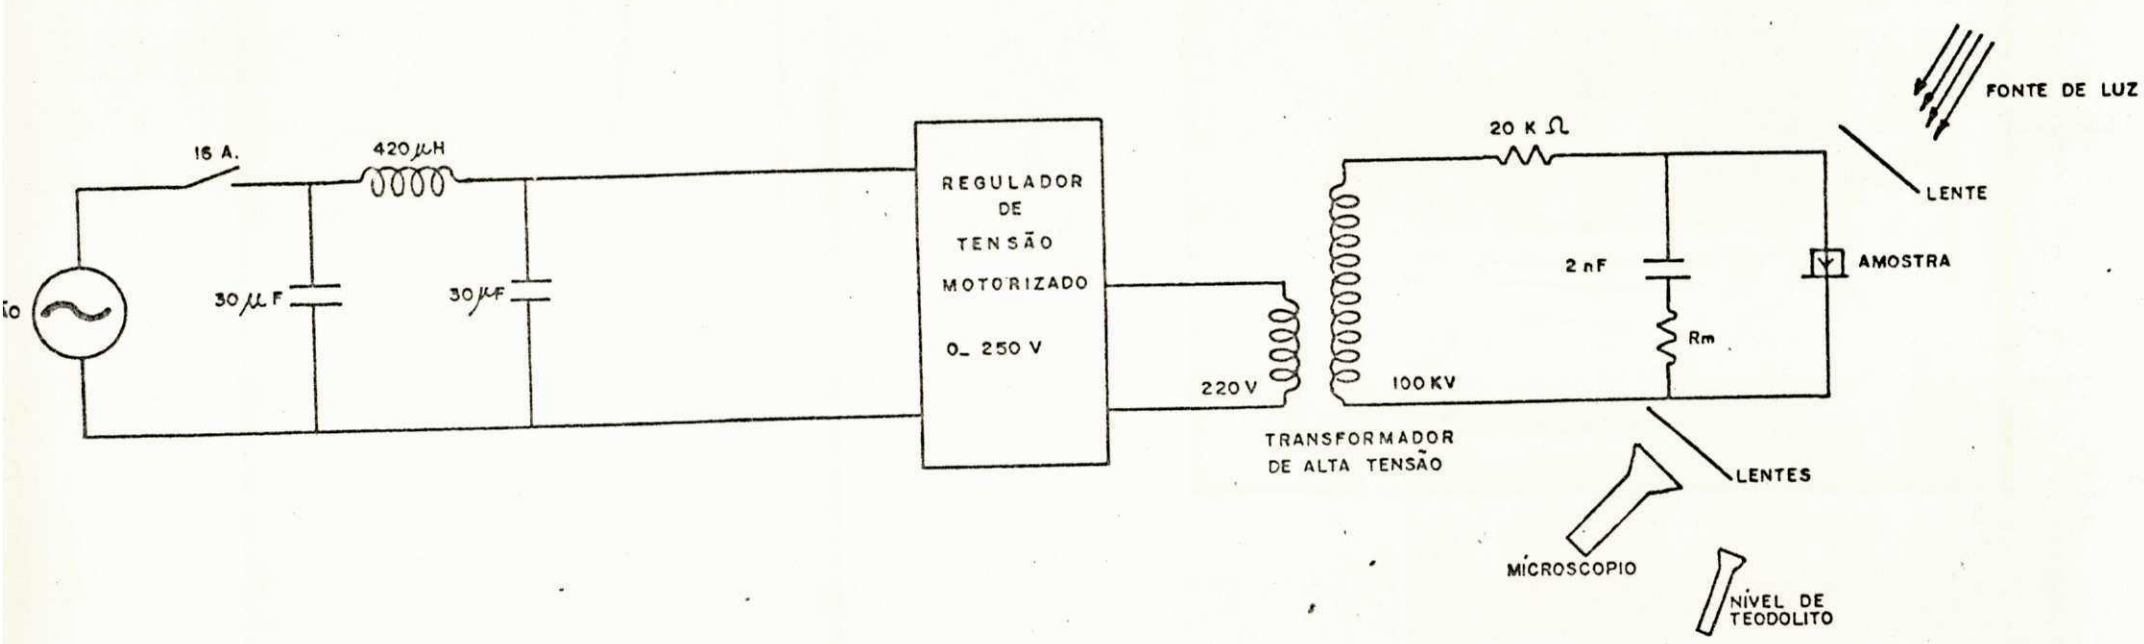 16 A.
420 μH
30 μF
30 μF
REGULADOR
DE
TENSÃO
MOTORIZADO
0_ 250 V
220 V
100 KV
TRANSFORMADOR
DE ALTA TENSÃO
20 K Ω
2 nF
Rm
AMOSTRA
FONTE DE LUZ
LENTE
LENTES
MÍCROSCOPIO
NÍVEL DE
TEODOLITO